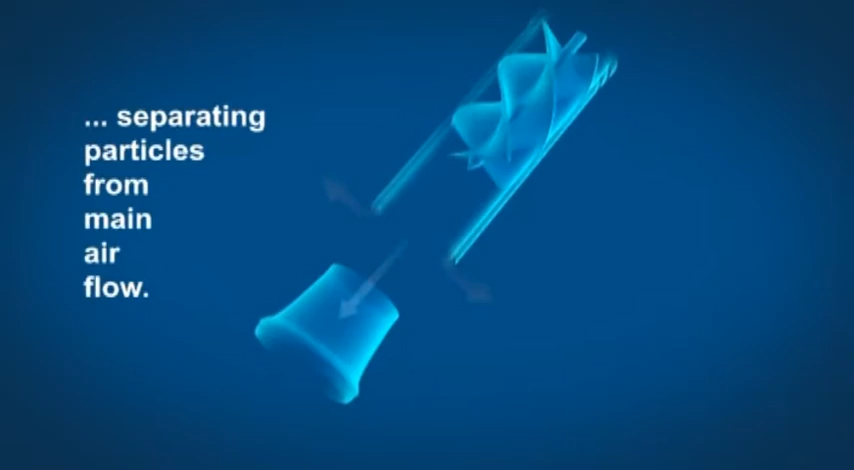 ... separating
particles
from
main
air
flow.